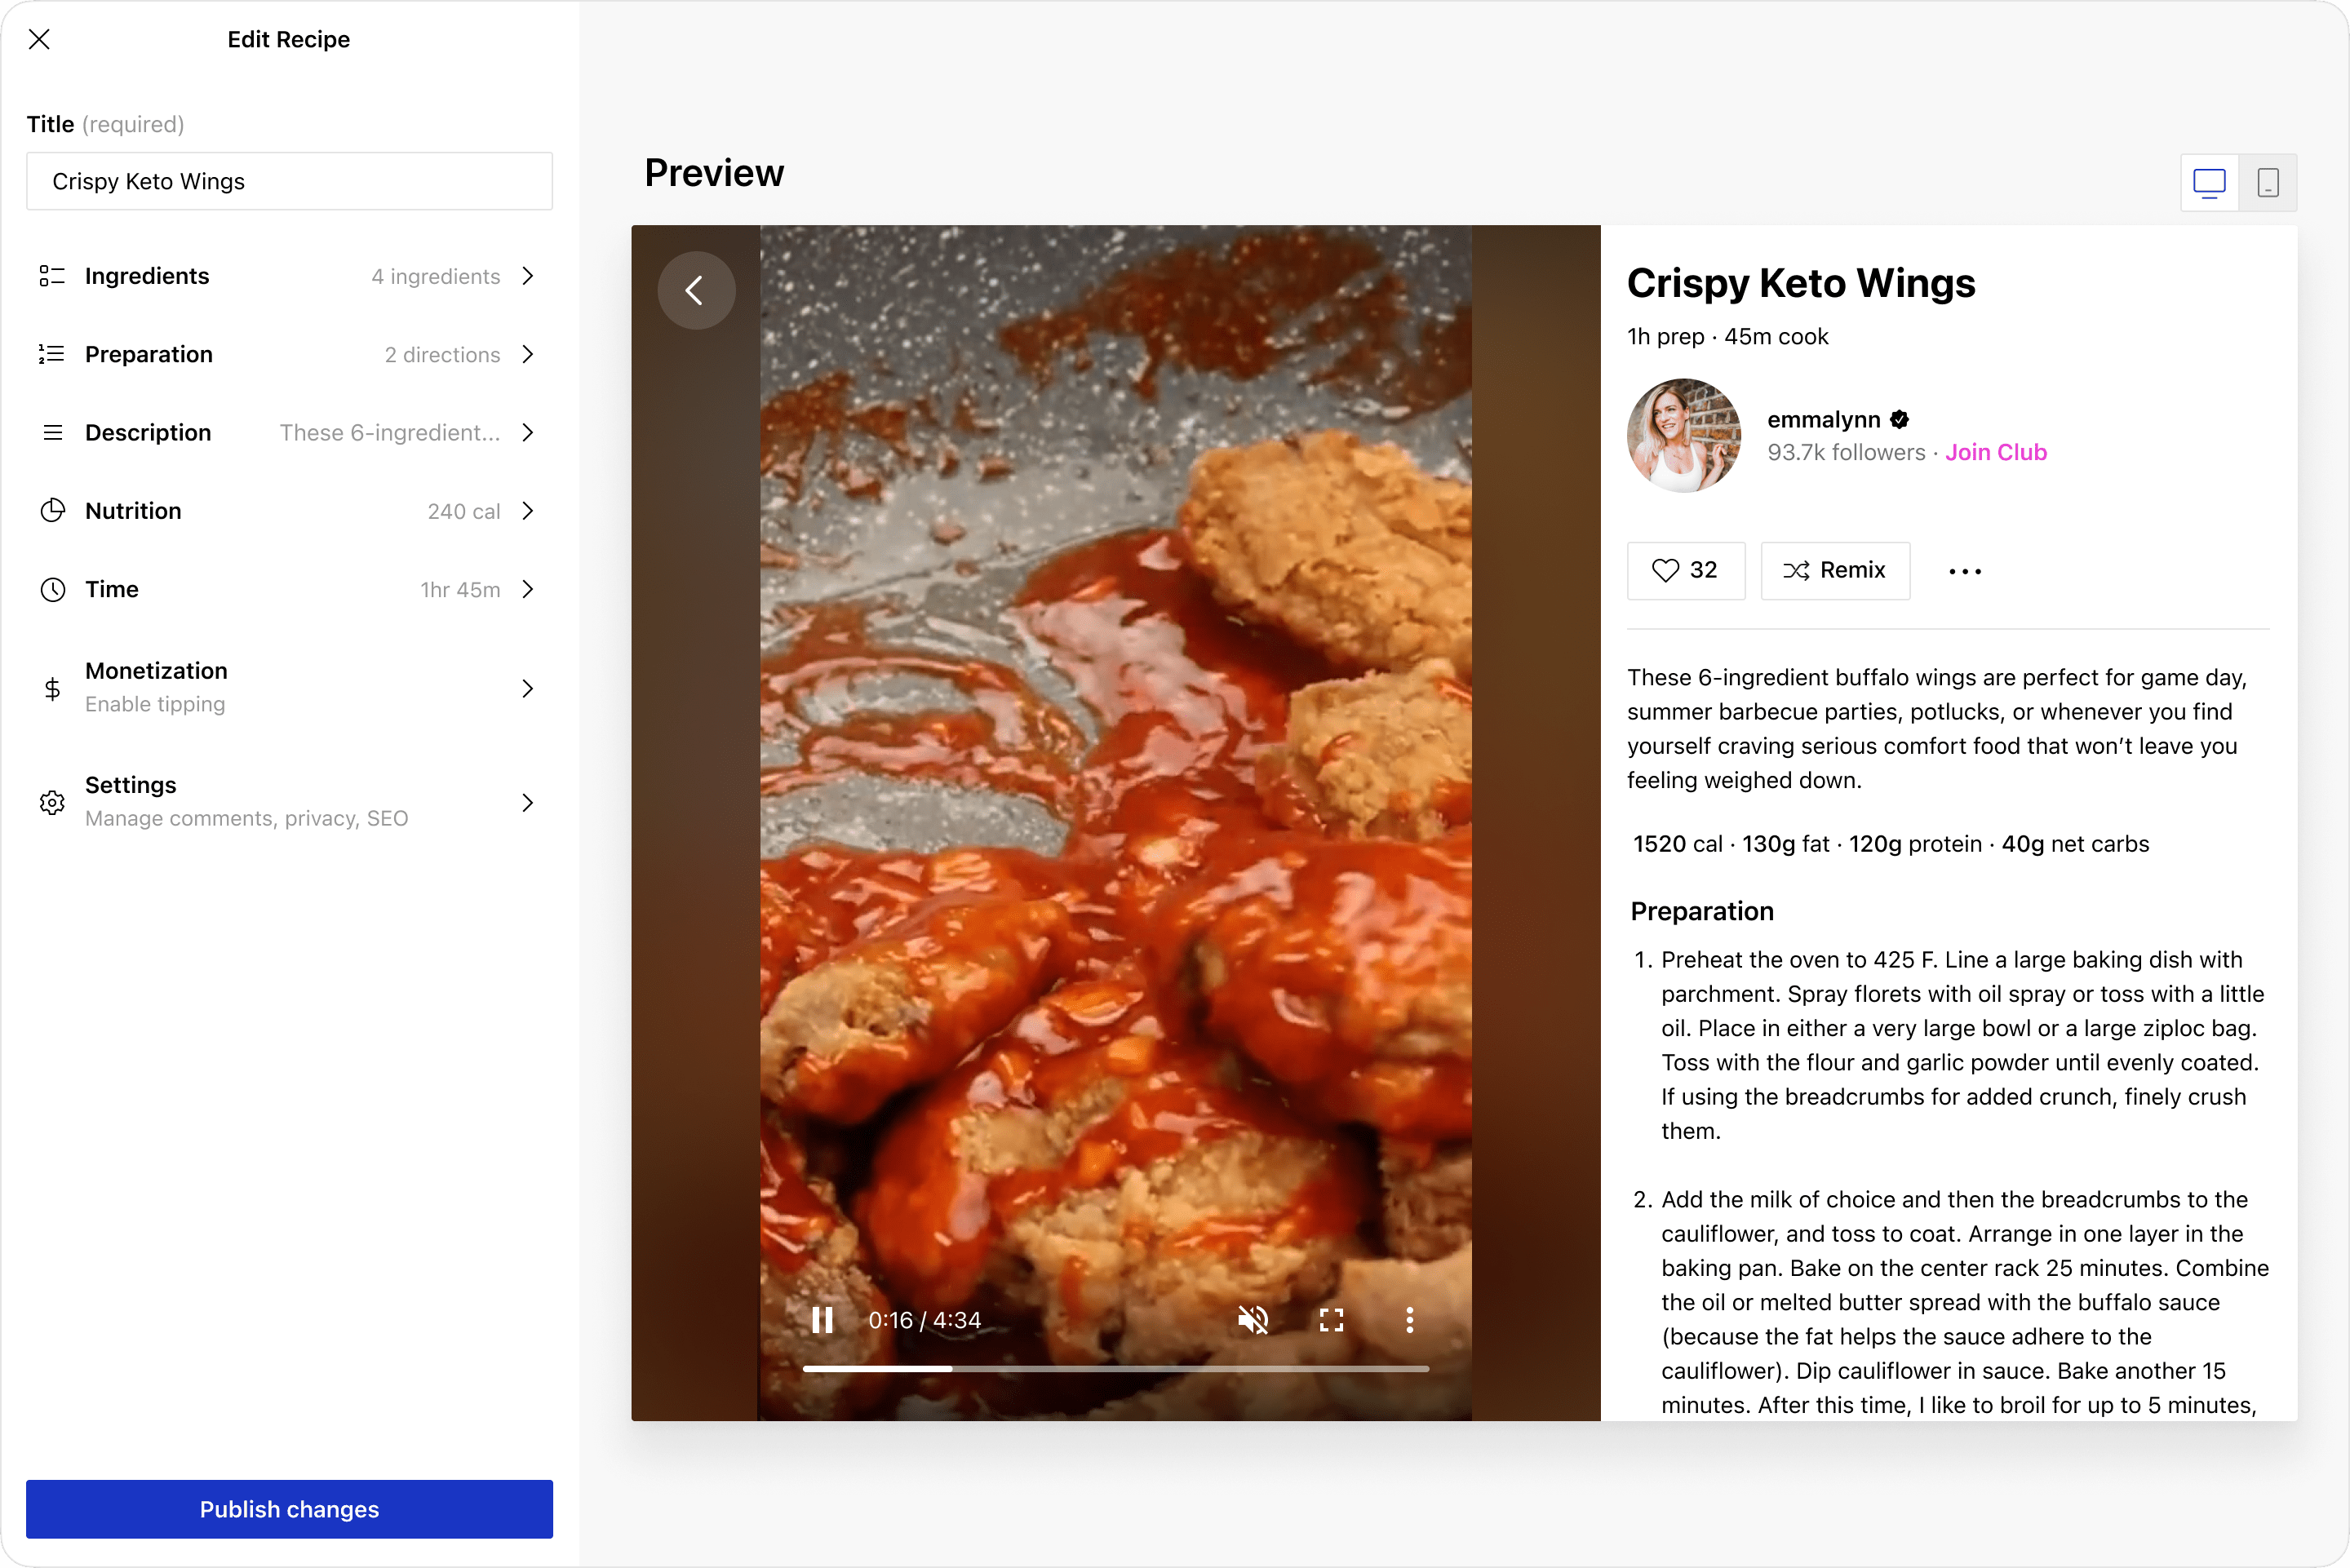 Edit Recipe
Title (required)
Crispy Keto Wings
Ingredients 4 ingredients
Preparation 2 directions
Description These 6-ingredient...
Nutrition 240 cal
Time 1hr 45m
Monetization
Enable tipping
Settings
Manage comments, privacy, SEO
Publish changes
Preview
0:16 / 4:34
Crispy Keto Wings
1h prep · 45m cook
emmalynn
93.7k followers · Join Club
32 Remix
These 6-ingredient buffalo wings are perfect for game day,
summer barbecue parties, potlucks, or whenever you find
yourself craving serious comfort food that won’t leave you
feeling weighed down.
1520 cal · 130g fat · 120g protein · 40g net carbs
Preparation
1. Preheat the oven to 425 F. Line a large baking dish with
parchment. Spray florets with oil spray or toss with a little
oil. Place in either a very large bowl or a large ziploc bag.
Toss with the flour and garlic powder until evenly coated.
If using the breadcrumbs for added crunch, finely crush
them.
2. Add the milk of choice and then the breadcrumbs to the
cauliflower, and toss to coat. Arrange in one layer in the
baking pan. Bake on the center rack 25 minutes. Combine
the oil or melted butter spread with the buffalo sauce
(because the fat helps the sauce adhere to the
cauliflower). Dip cauliflower in sauce. Bake another 15
minutes. After this time, I like to broil for up to 5 minutes,